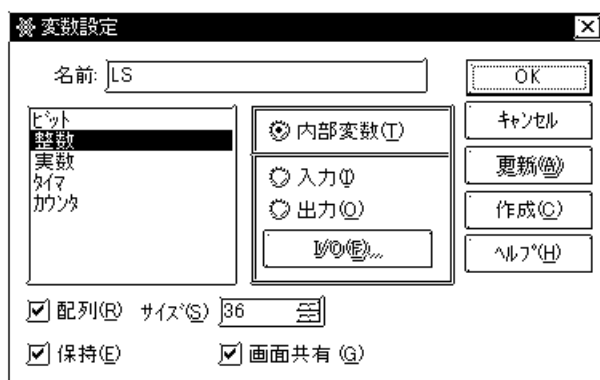 変数設定
名前: LS
OK
ビット
整数
実数
タイマ
カウンタ
内部変数(T)
入力(I)
出力(O)
I/O(F)...
キャンセル
更新(A)
作成(C)
ヘルプ(H)
配列(R) サイズ(S) 36
保持(E) 画面共有 (G)